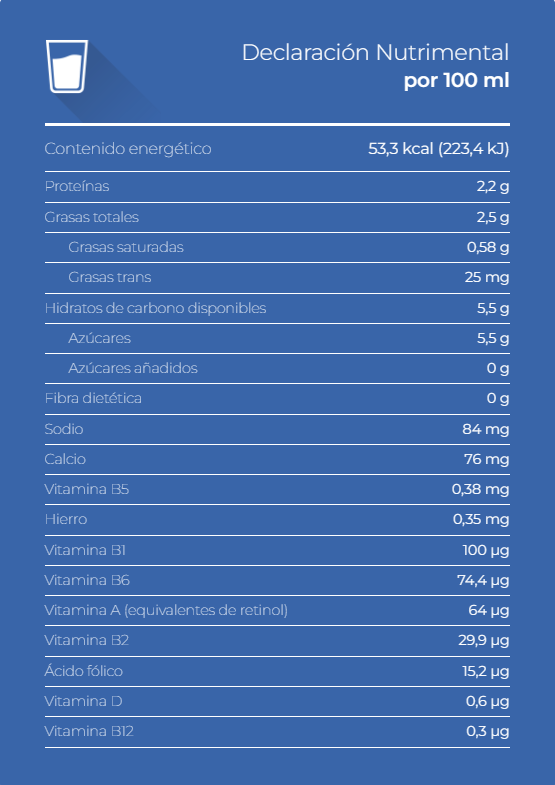 Declaración Nutrimental
por 100 ml
Contenido energético 53,3 kcal (223,4 kJ)
Proteínas 2,2 g
Grasas totales 2,5 g
Grasas saturadas 0,58 g
Grasas trans 25 mg
Hidratos de carbono disponibles 5,5 g
Azúcares 5,5 g
Azúcares añadidos 0 g
Fibra dietética 0 g
Sodio 84 mg
Calcio 76 mg
Vitamina B5 0,38 mg
Hierro 0,35 mg
Vitamina B1 100 µg
Vitamina B6 74,4 µg
Vitamina A (equivalentes de retinol) 64 µg
Vitamina B2 29,9 µg
Ácido fólico 15,2 µg
Vitamina D 0,6 µg
Vitamina B12 0,3 µg